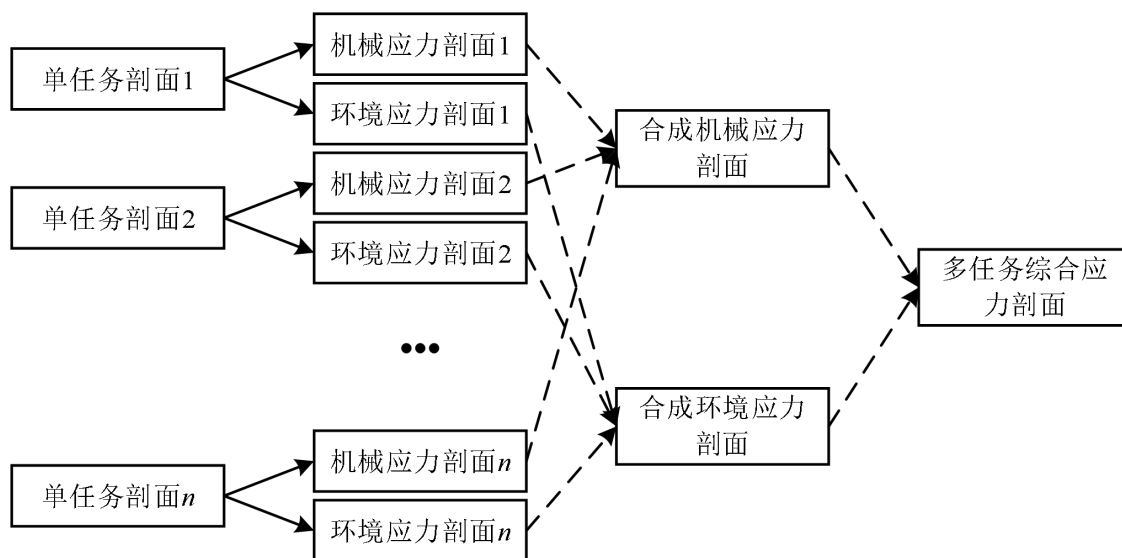 单任务剖面1
机械应力剖面1
环境应力剖面1
单任务剖面2
机械应力剖面2
环境应力剖面2
•••
单任务剖面n
机械应力剖面n
环境应力剖面n
合成机械应力
剖面
合成环境应力
剖面
多任务综合应
力剖面